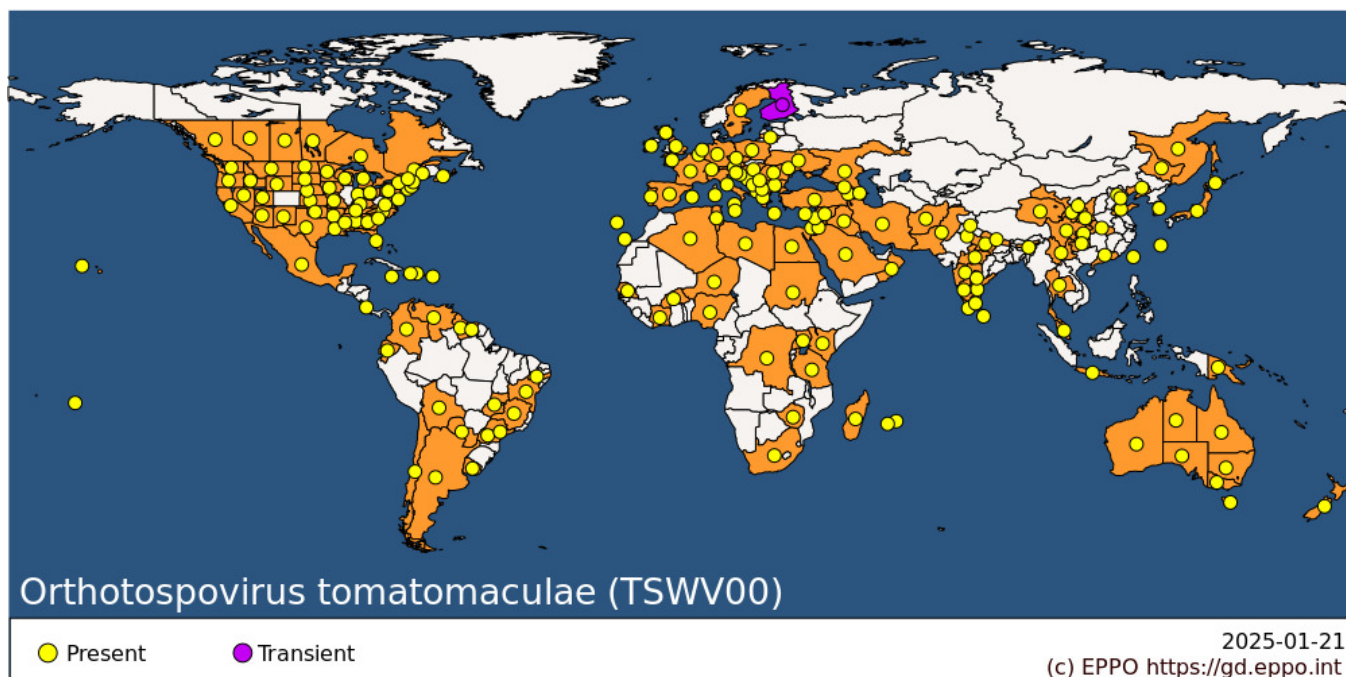 Orthotospovirus tomatomaculae (TSWV00)
Present
Transient
2025-01-21
(c) EPPO https://gd.eppo.int